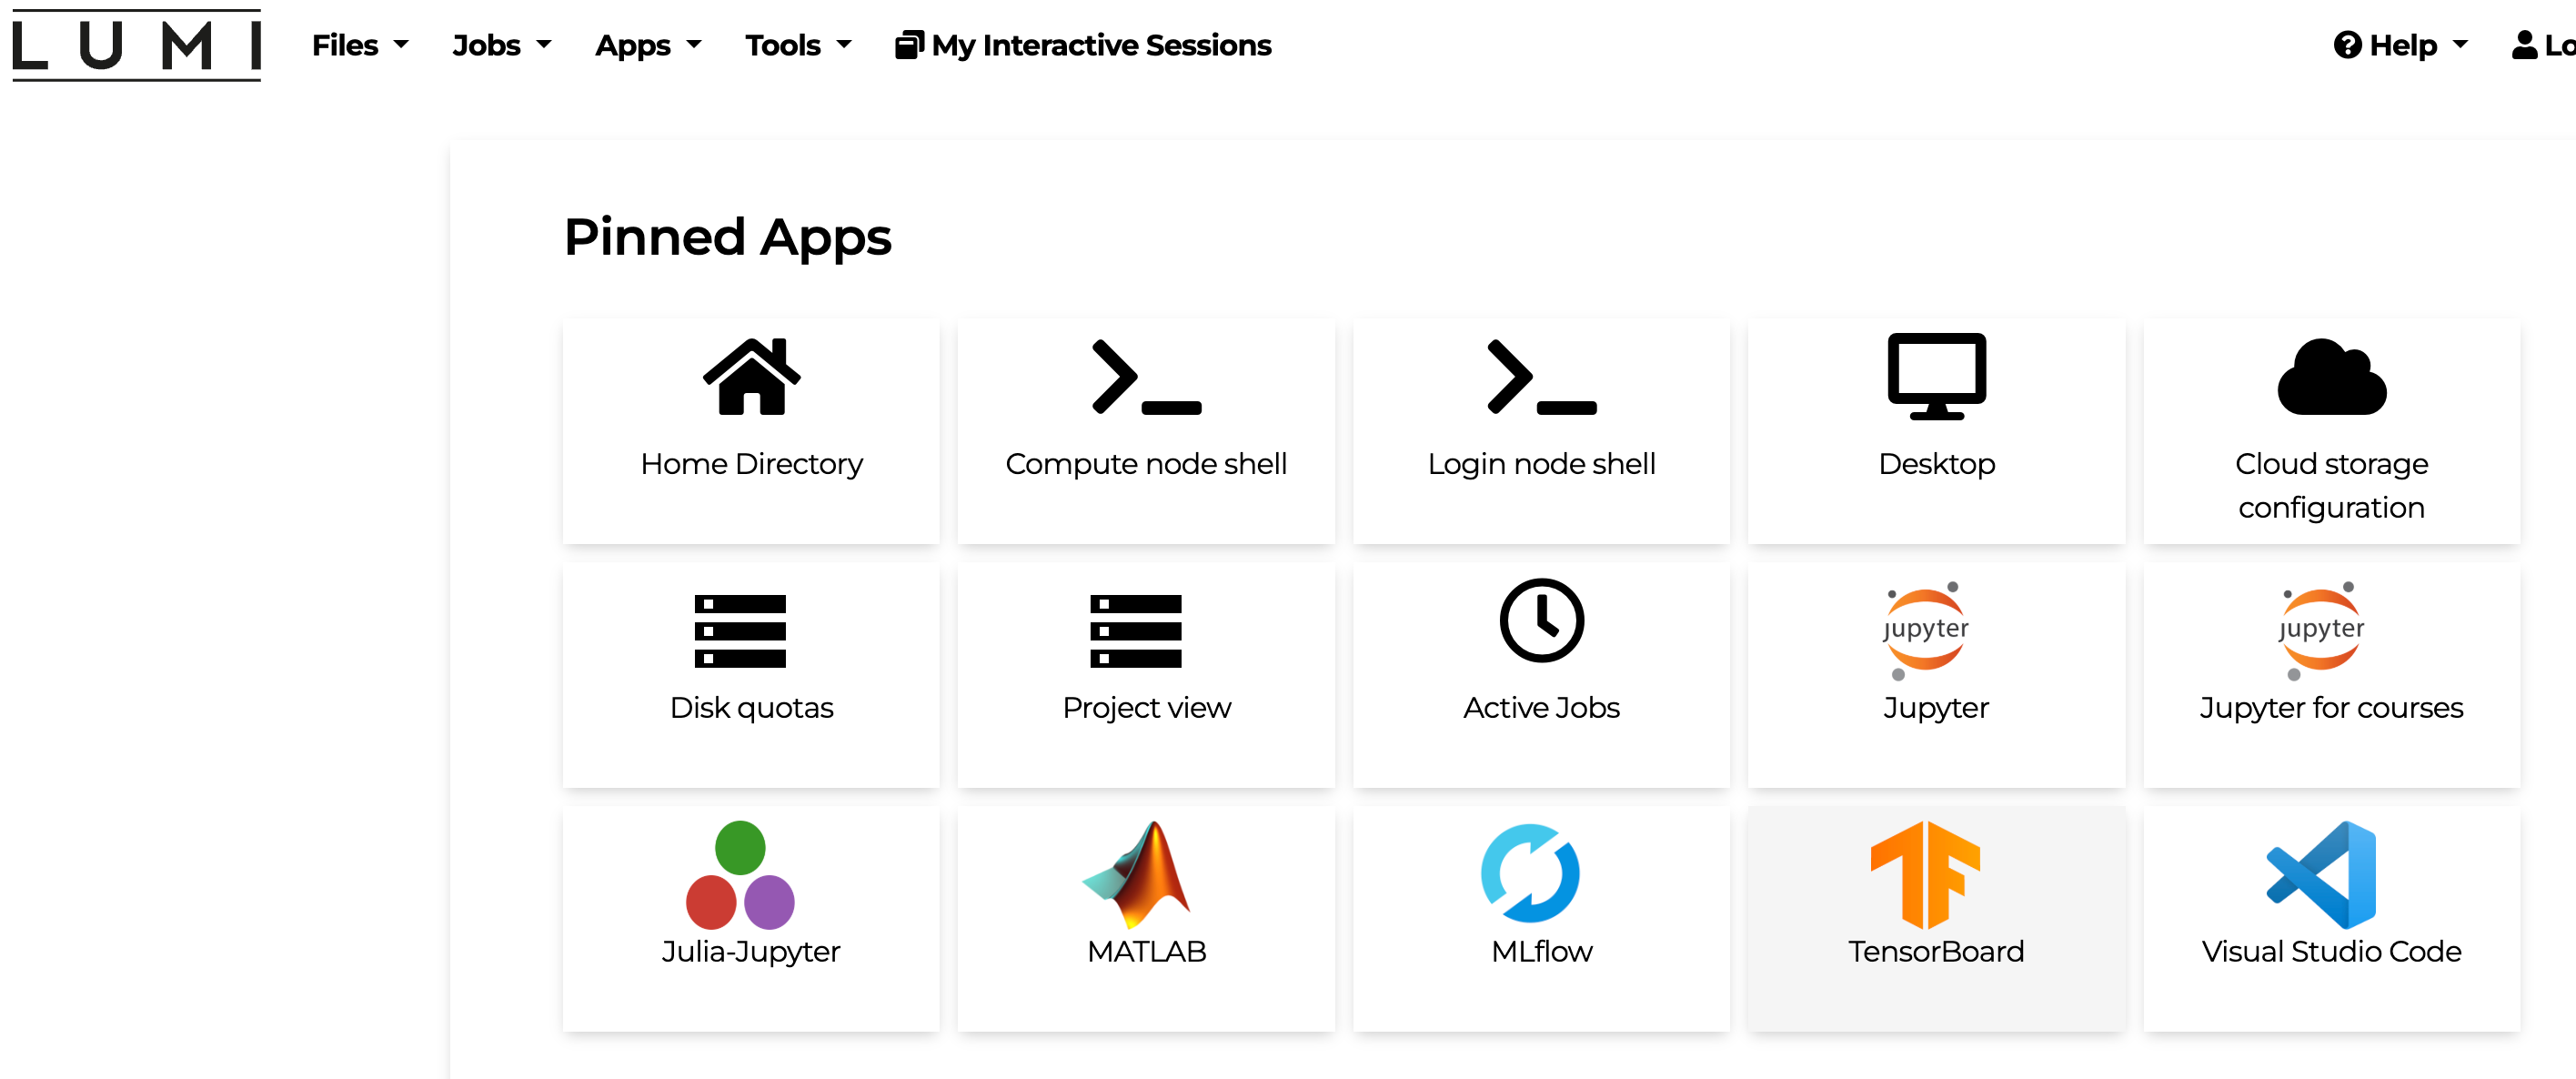 LUMI
Files
Jobs
Apps
Tools
My Interactive Sessions
Help
Pinned Apps
Home Directory
Compute node shell
Login node shell
Desktop
Cloud storage
configuration
Disk quotas
Project view
Active Jobs
jupyter
Jupyter
jupyter
Jupyter for courses
Julia-Jupyter
MATLAB
MLflow
TensorBoard
Visual Studio Code